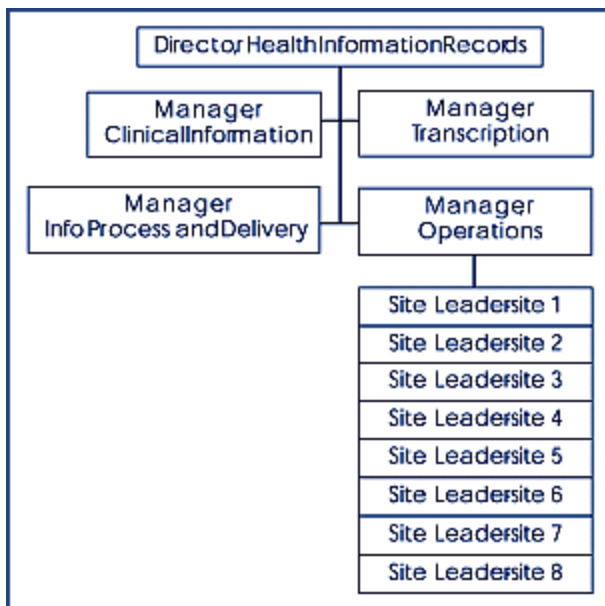 Director, Health Information Records
Manager
Clinical Information
Manager
Transcription
Manager
Info Process and Delivery
Manager
Operations
Site Leader-site 1
Site Leader-site 2
Site Leader-site 3
Site Leader-site 4
Site Leader-site 5
Site Leader-site 6
Site Leader-site 7
Site Leader-site 8